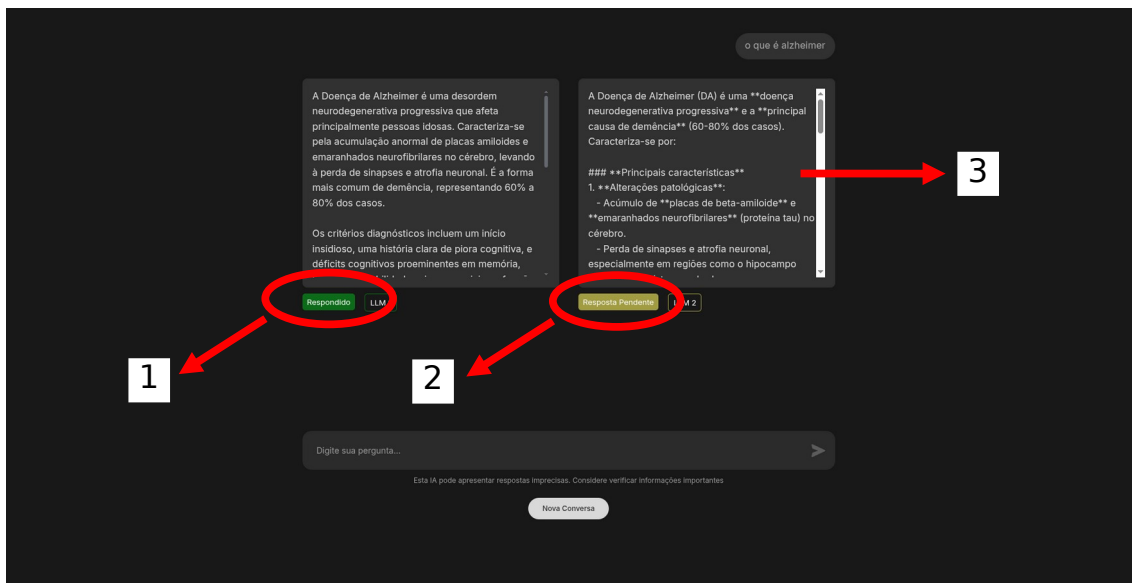 o que é alzheimer
A Doença de Alzheimer é uma desordem
neurodegenerativa progressiva que afeta
principalmente pessoas idosas. Caracteriza-se
pela acumulação anormal de placas amiloides e
emaranhados neurofibrilares no cérebro, levando
à perda de sinapses e atrofia neuronal. É a forma
mais comum de demência, representando 60% a
80% dos casos.
Os critérios diagnósticos incluem um início
insidioso, uma história clara de piora cognitiva, e
déficits cognitivos proeminentes em memória,
Respondido
LLM
A Doença de Alzheimer (DA) é uma **doença
neurodegenerativa progressiva** e a **principal
causa de demência** (60-80% dos casos).
Caracteriza-se por:
### **Principais características**
1. **Alterações patológicas**:
- Acúmulo de **placas de beta-amiloide** e
**emaranhados neurofibrilares** (proteína tau) no
cérebro.
- Perda de sinapses e atrofia neuronal,
especialmente em regiões como o hipocampo
Resposta Pendente
LLM 2
3
1
2
Digite sua pergunta...
Esta IA pode apresentar respostas imprecisas. Considere verificar informações importantes
Nova Conversa